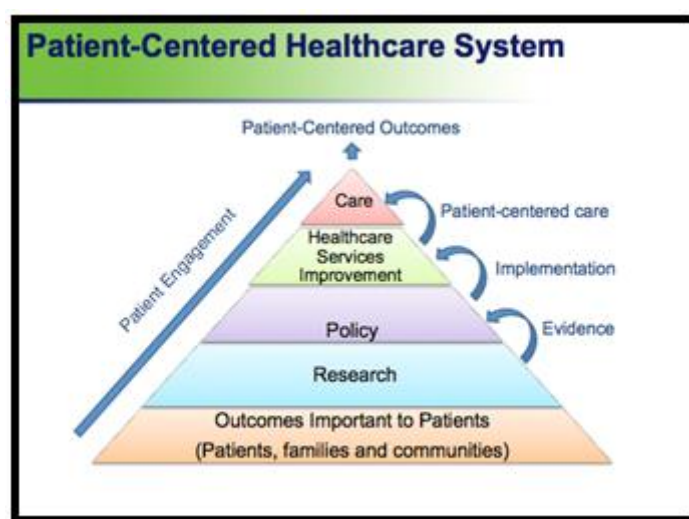 Patient-Centered Healthcare System
Patient-Centered Outcomes
Patient Engagement
Care
Patient-centered care
Healthcare
Services
Improvement
Implementation
Policy
Evidence
Research
Outcomes Important to Patients
(Patients, families and communities)